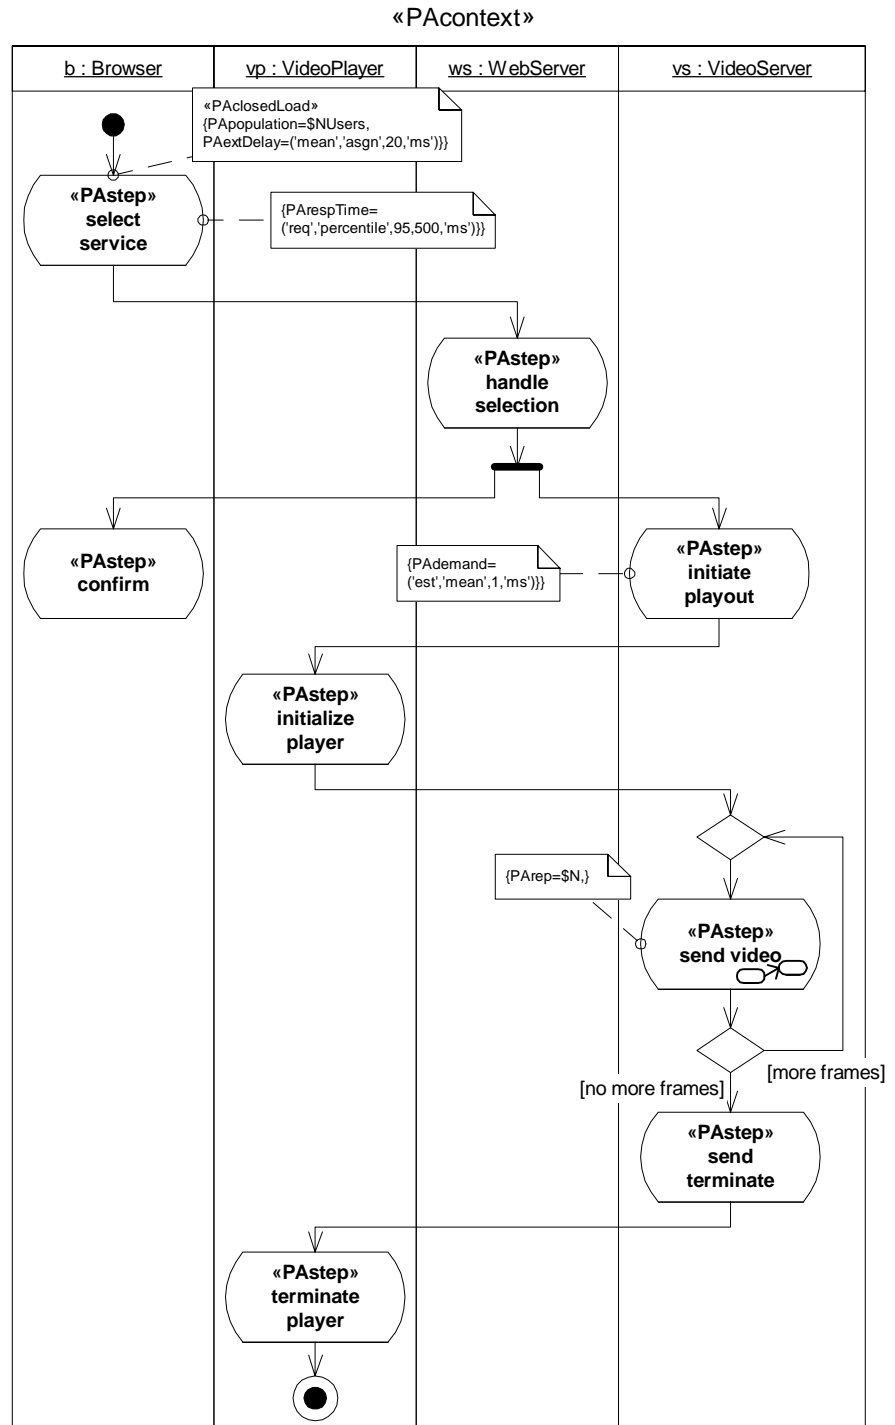 «PAcontext»
b : Browser
vp : VideoPlayer
ws : WebServer
vs : VideoServer
«PAclosedLoad»
{PApopulation=$NUsers,
PAextDelay=('mean','asgn',20,'ms')}}
«PAstep»
select
service
{PArespTime=
('req','percentile',95,500,'ms')}}
«PAstep»
handle
selection
«PAstep»
confirm
{PAdemand=
('est','mean',1,'ms')}}
«PAstep»
initiate
playout
«PAstep»
initialize
player
{PArep=$N,}
«PAstep»
send video
[more frames]
[no more frames]
«PAstep»
send
terminate
«PAstep»
terminate
player